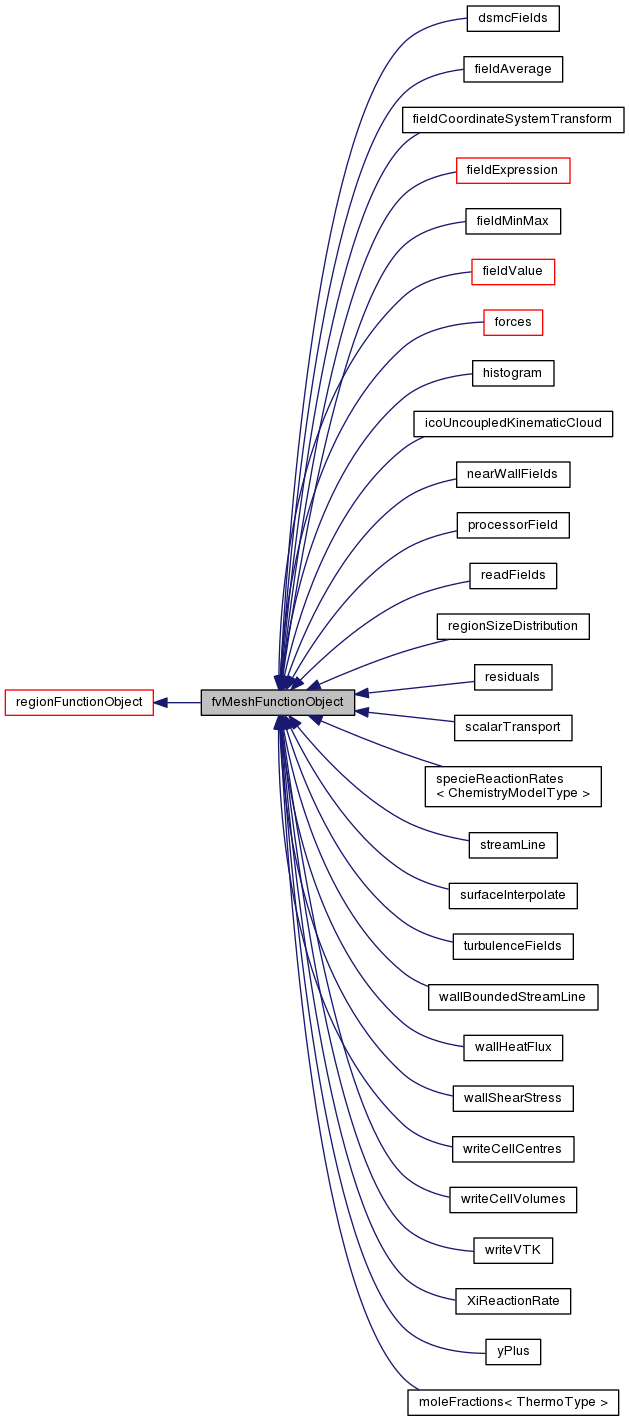 dsmcFields
fieldAverage
fieldCoordinateSystemTransform
fieldExpression
fieldMinMax
fieldValue
forces
histogram
icoUncoupledKinematicCloud
nearWallFields
processorField
readFields
regionSizeDistribution
residuals
regionFunctionObject
fvMeshFunctionObject
scalarTransport
specieReactionRates
< ChemistryModelType >
streamLine
surfaceInterpolate
turbulenceFields
wallBoundedStreamLine
wallHeatFlux
wallShearStress
writeCellCentres
writeCellVolumes
writeVTK
XiReactionRate
yPlus
moleFractions< ThermoType >